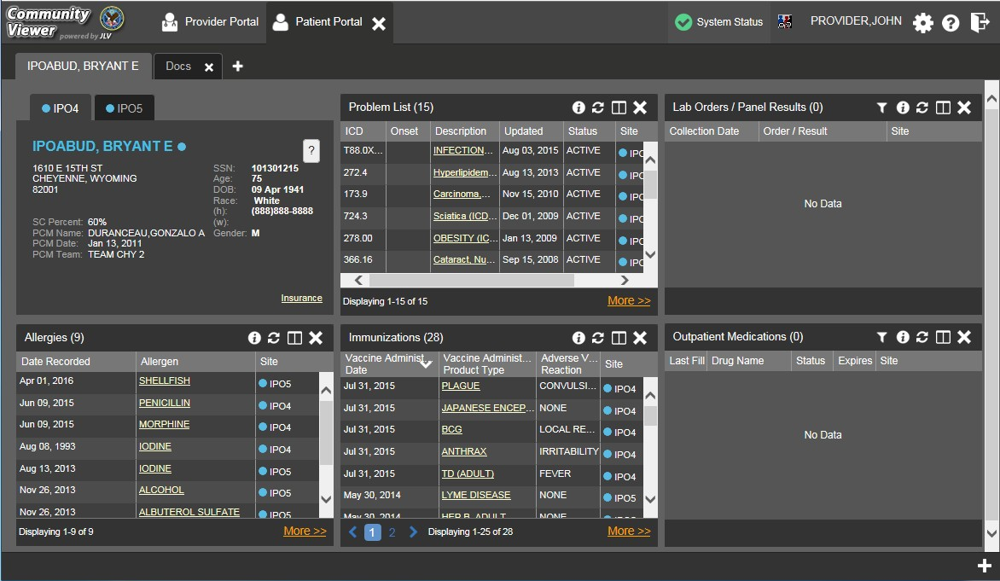 Community
Viewer
powered by JLV
Provider Portal
Patient Portal
System Status
PROVIDER,JOHN
IPOABUD, BRYANT E
Docs
IPO4
IPO5
IPOABUD, BRYANT E
?
1610 E 15TH ST
CHEYENNE, WYOMING
82001
SSN: 101301215
Age: 75
DOB: 09 Apr 1941
Race: White
(h): (888)888-8888
(w):
Gender: M
SC Percent: 60%
PCM Name: DURANCEAU,GONZALO A
PCM Date: Jan 13, 2011
PCM Team: TEAM CHY 2
Insurance
Problem List (15)
ICD Onset Description Updated Status Site
T88.0X... INFECTION... Aug 03, 2015 ACTIVE IPO
272.4 Hyperlipidem... Aug 13, 2013 ACTIVE IPO
173.9 Carcinoma,... Nov 15, 2010 ACTIVE IPO
724.3 Sciatica (ICD... Dec 01, 2009 ACTIVE IPO
278.00 OBESITY (IC... Jan 13, 2009 ACTIVE IPO
366.16 Cataract, Nu... Sep 15, 2008 ACTIVE IPO
Displaying 1-15 of 15
More >>
Lab Orders / Panel Results (0)
Collection Date Order / Result Site
No Data
Allergies (9)
Date Recorded Allergen Site
Apr 01, 2016 SHELLFISH IPO5
Jun 09, 2015 PENICILLIN IPO4
Jun 09, 2015 MORPHINE IPO4
Aug 08, 1993 IODINE IPO4
Aug 13, 2013 IODINE IPO5
Nov 26, 2013 ALCOHOL IPO5
Nov 26, 2013 ALBUTEROL SULFATE IPO5
Displaying 1-9 of 9
More >>
Immunizations (28)
Vaccine Administ... Vaccine Administ... Adverse V... Site
Date Product Type Reaction
Jul 31, 2015 PLAGUE CONVULSI... IPO4
Jul 31, 2015 JAPANESE ENCEP... NONE IPO4
Jul 31, 2015 BCG LOCAL RE... IPO4
Jul 31, 2015 ANTHRAX IRRITABILITY IPO4
Jul 31, 2015 TD (ADULT) FEVER IPO4
May 30, 2014 LYME DISEASE NONE IPO5
May 30, 2014 HEP B, ADULT NONE
1 2 Displaying 1-25 of 28
More >>
Outpatient Medications (0)
Last Fill Drug Name Status Expires Site
No Data